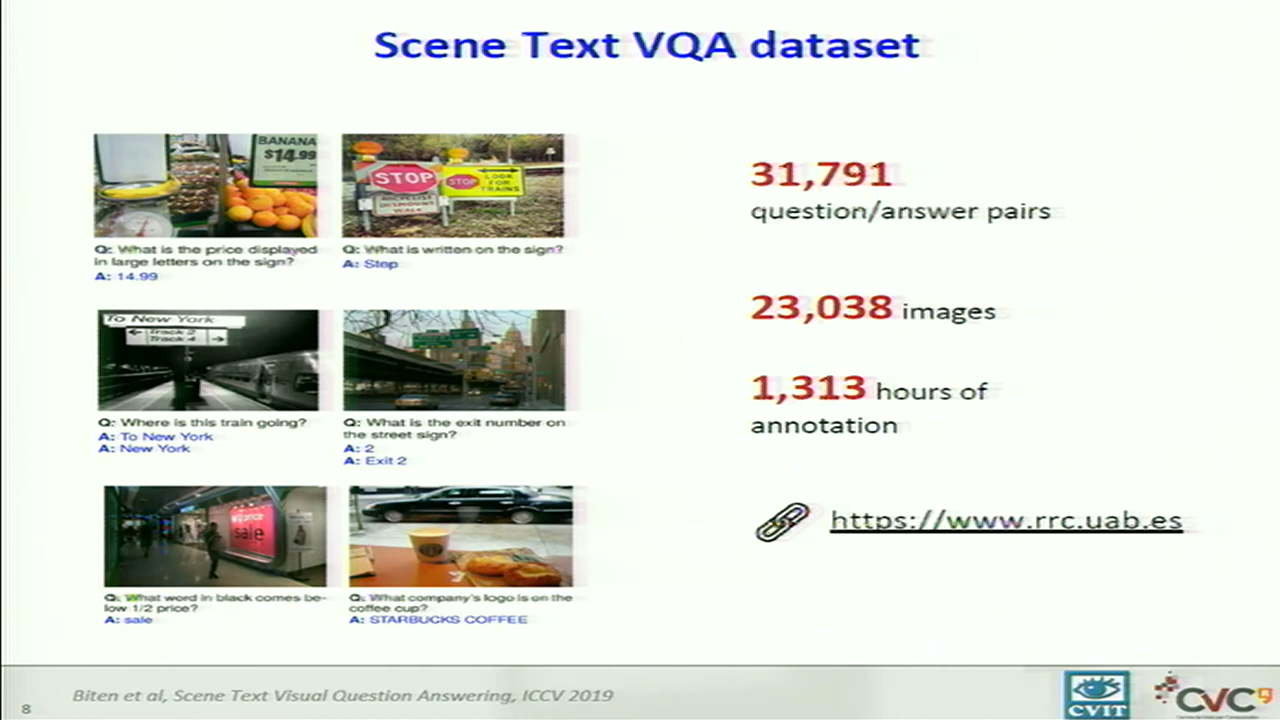 Scene Text VQA dataset
BANANA
$14.99
STOP
STOP
LOOK
FOR
TRAINS
Q: What is the price displayed
in large letters on the sign?
A: 14.99
Q: What is written on the sign?
A: Stop
To New York
Track 2
Track 4
Q: Where is this train going?
A: To New York
A: New York
Q: What is the exit number on
the street sign?
A: 2
A: Exit 2
price
sale
Q: What word in black comes be-
low 1/2 price?
A: sale
Q: What company's logo is on the
coffee cup?
A: STARBUCKS COFFEE
31,791
question/answer pairs
23,038 images
1,313 hours of
annotation
https://www.rrc.uab.es
Biten et al, Scene Text Visual Question Answering, ICCV 2019
8
CVIT
CVC